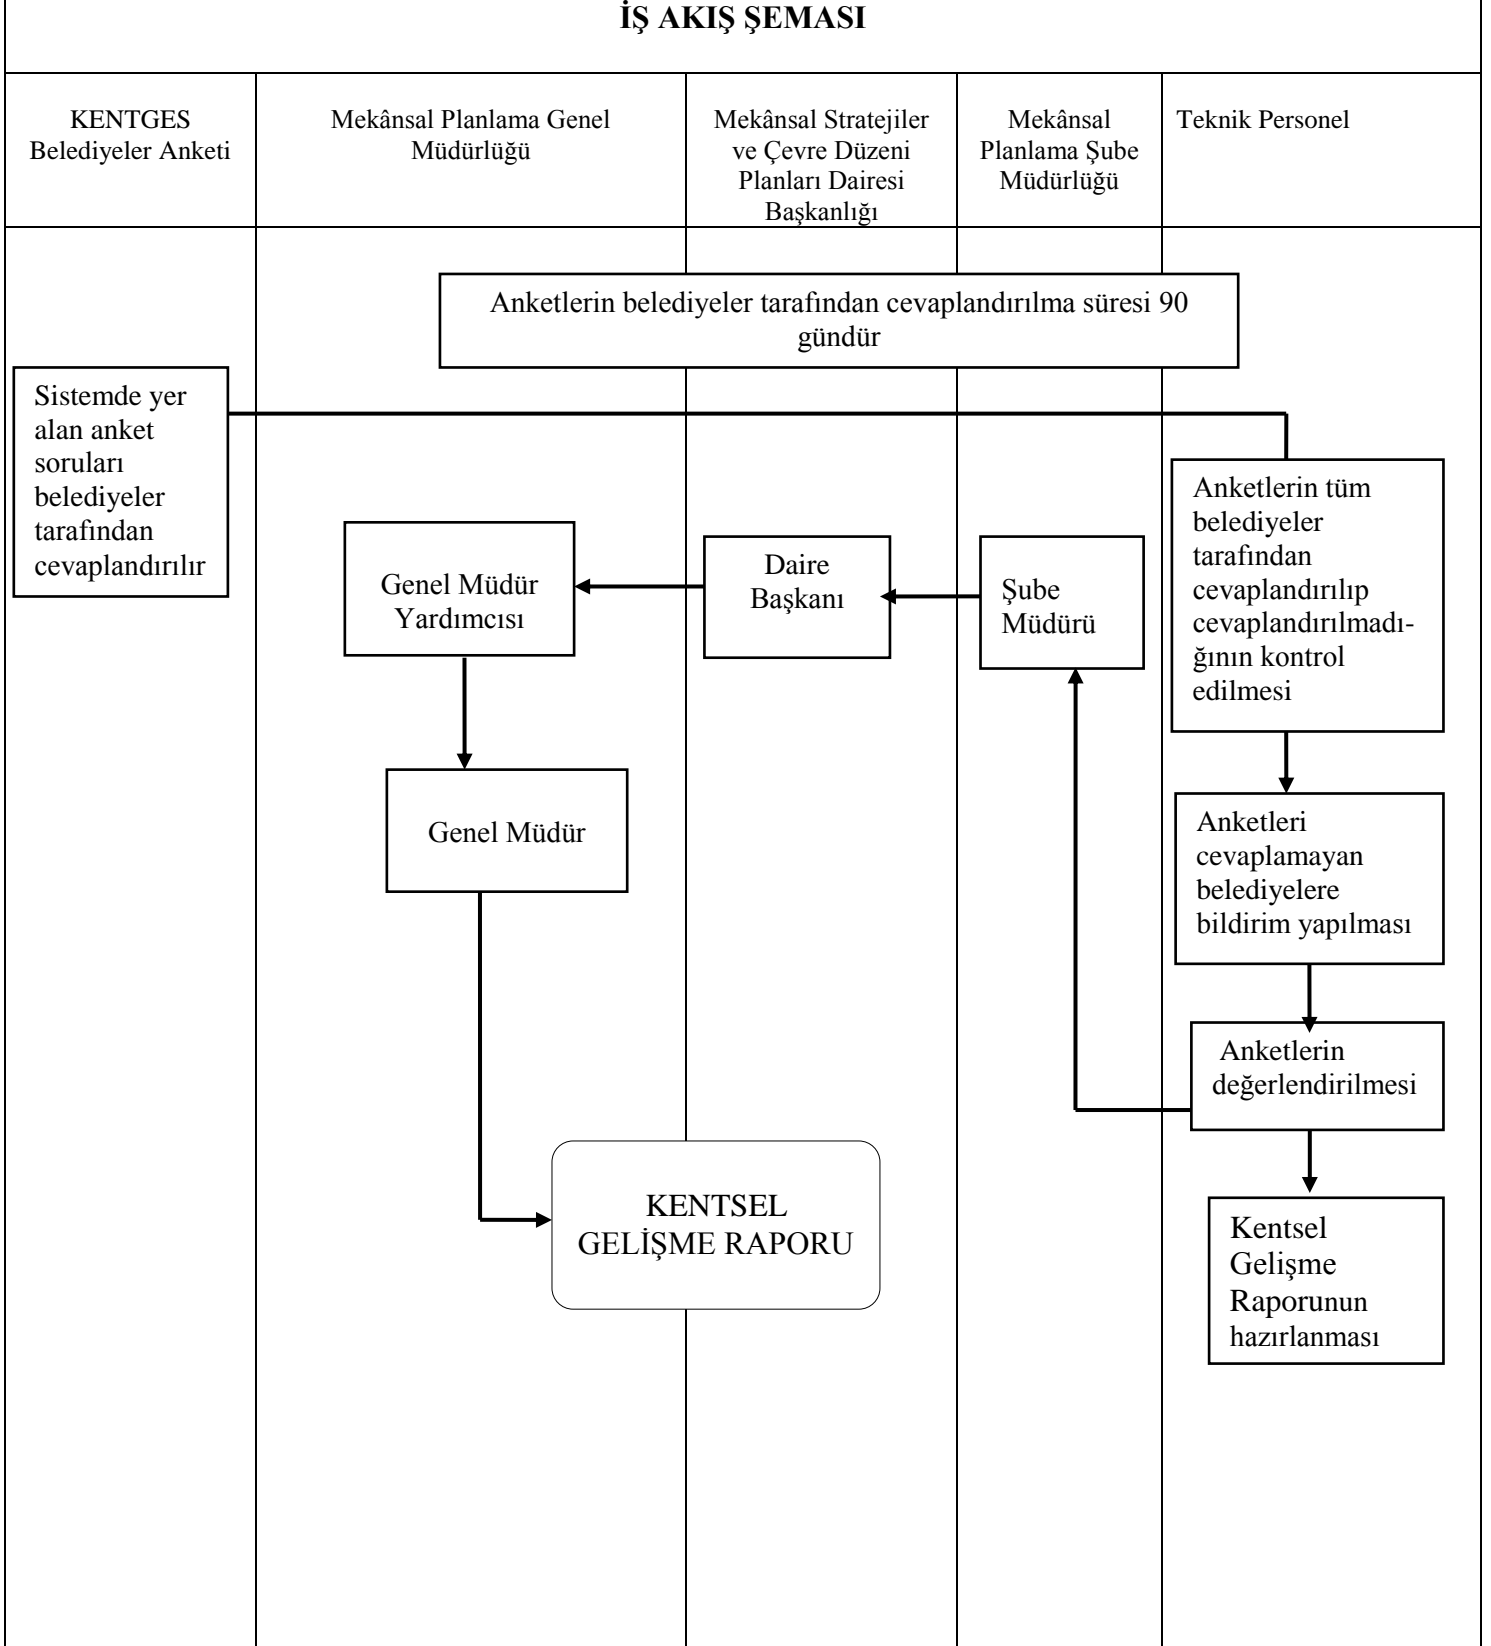 İŞ AKIŞ ŞEMASI
KENTGES
Belediyeler Anketi
Mekânsal Planlama Genel
Müdürlüğü
Mekânsal Stratejiler
ve Çevre Düzeni
Planları Dairesi
Başkanlığı
Mekânsal
Planlama Şube
Müdürlüğü
Teknik Personel
Anketlerin belediyeler tarafından cevaplandırılma süresi 90
gündür
Sistemde yer
alan anket
soruları
belediyeler
tarafından
cevaplandırılır
Anketlerin tüm
belediyeler
tarafından
cevaplandırılıp
cevaplandırılmadı-
ğının kontrol
edilmesi
Genel Müdür
Yardımcısı
Daire
Başkanı
Şube
Müdürü
Genel Müdür
Anketleri
cevaplamayan
belediyelere
bildirim yapılması
Anketlerin
değerlendirilmesi
KENTSEL
GELİŞME RAPORU
Kentsel
Gelişme
Raporunun
hazırlanması